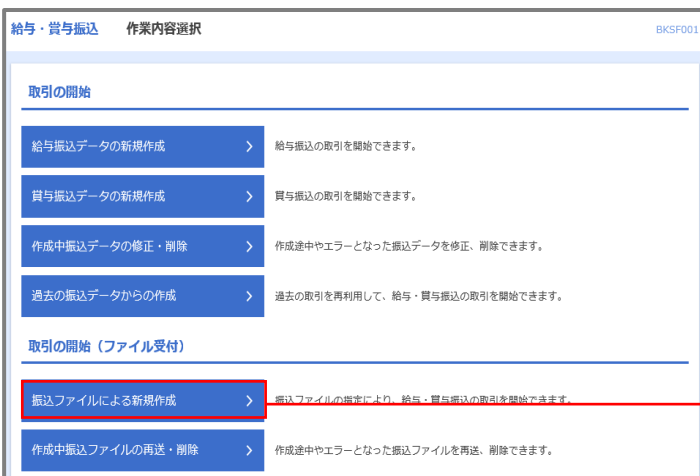 給与・賞与振込 作業内容選択 BKSF001
取引の開始
給与振込データの新規作成 給与振込の取引を開始できます。
賞与振込データの新規作成 賞与振込の取引を開始できます。
作成中振込データの修正・削除 作成途中やエラーとなった振込データを修正、削除できます。
過去の振込データからの作成 過去の取引を再利用して、給与・賞与振込の取引を開始できます。
取引の開始（ファイル受付）
振込ファイルによる新規作成 振込ファイルの指定により、給与・賞与振込の取引を開始できます。
作成中振込ファイルの再送・削除 作成途中やエラーとなった振込ファイルを再送、削除できます。